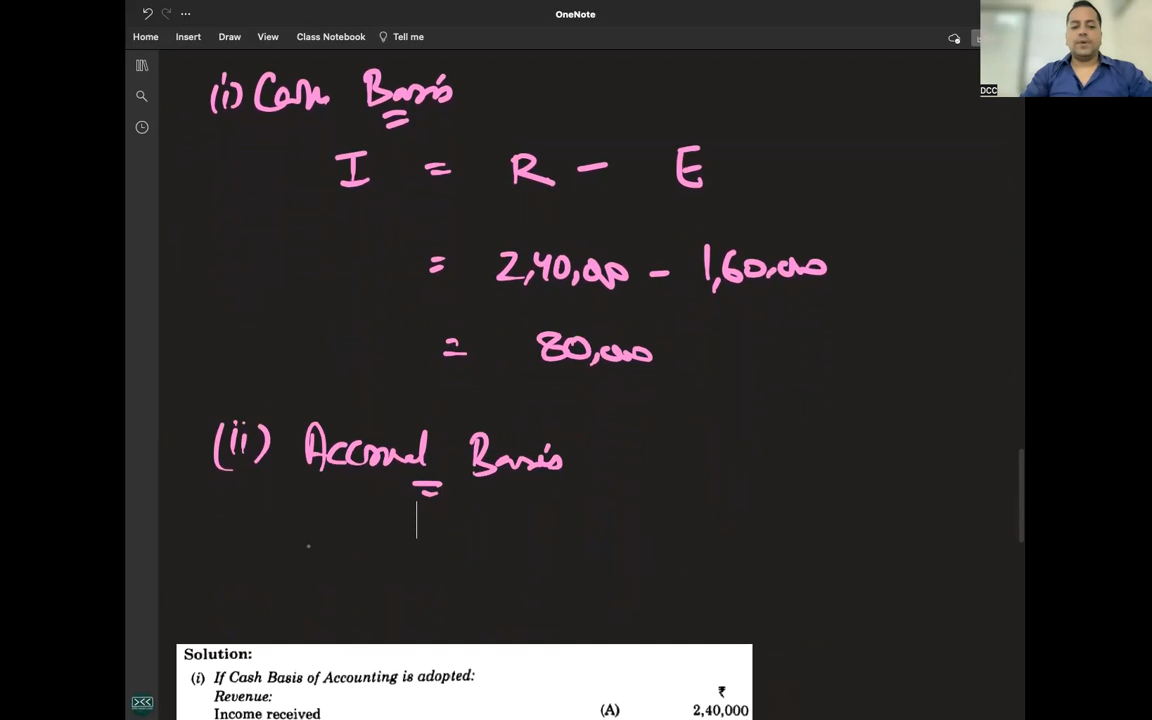 OneNote
Home Insert Draw View Class Notebook Tell me
DCC
(i) Cash Basis
I = R - E
= 2,40,000 - 1,60,000
= 80,000
(ii) Accrual Basis
Solution:
(i) If Cash Basis of Accounting is adopted:
₹
Revenue:
Income received (A) 2,40,000